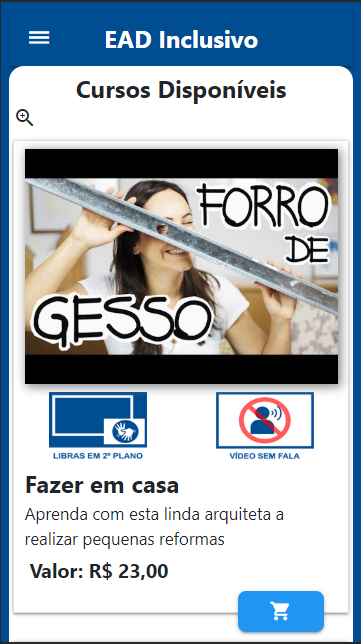 EAD Inclusivo
Cursos Disponíveis
FORRO
DE
GESSO
LIBRAS EM 2º PLANO
VÍDEO SEM FALA
Fazer em casa
Aprenda com esta linda arquiteta a
realizar pequenas reformas
Valor: R$ 23,00